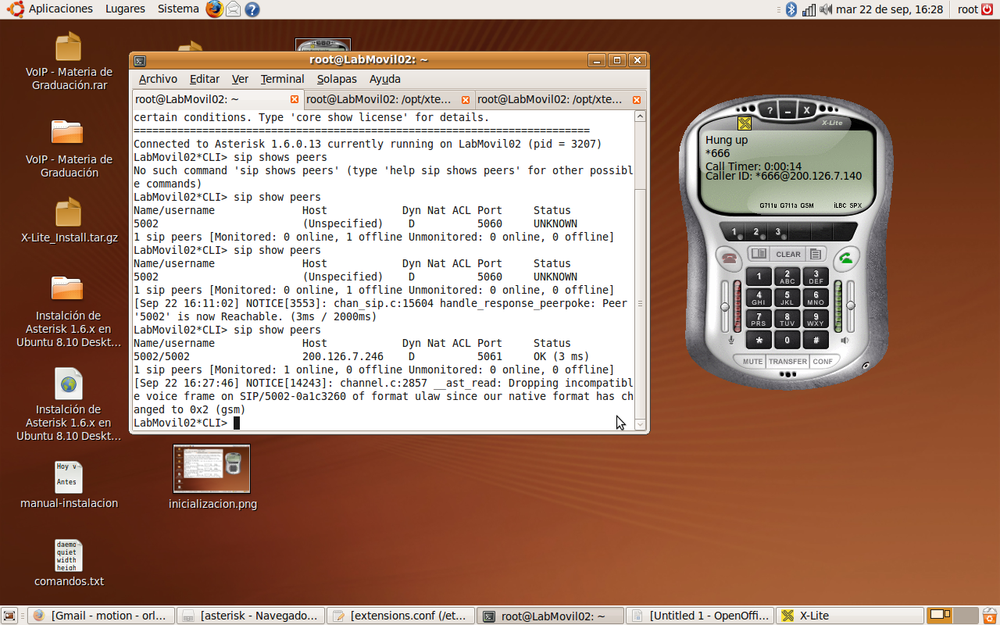 Aplicaciones Lugares Sistema
mar 22 de sep, 16:28 root
VoIP - Materia de
Graduación.rar
VoIP - Materia de
Graduación
X-Lite_Install.tar.gz
Instalción de
Asterisk 1.6.x en
Ubuntu 8.10 Deskt...
Instalción de
Asterisk 1.6.x en
Ubuntu 8.10 Deskt...
Hoy v
Antes
manual-instalacion
daemo
quiet
width
heigh
comandos.txt
inicializacion.png
root@LabMovil02: ~
Archivo Editar Ver Terminal Solapas Ayuda
root@LabMovil02: ~ root@LabMovil02: /opt/xte... root@LabMovil02: /opt/xte...
certain conditions. Type 'core show license' for details.
=========================================================================
Connected to Asterisk 1.6.0.13 currently running on LabMovil02 (pid = 3207)
LabMovil02*CLI> sip shows peers
No such command 'sip shows peers' (type 'help sip shows peers' for other possibl
e commands)
LabMovil02*CLI> sip show peers
Name/username Host Dyn Nat ACL Port Status
5002 (Unspecified) D 5060 UNKNOWN
1 sip peers [Monitored: 0 online, 1 offline Unmonitored: 0 online, 0 offline]
LabMovil02*CLI> sip show peers
Name/username Host Dyn Nat ACL Port Status
5002 (Unspecified) D 5060 UNKNOWN
1 sip peers [Monitored: 0 online, 1 offline Unmonitored: 0 online, 0 offline]
[Sep 22 16:11:02] NOTICE[3553]: chan_sip.c:15604 handle_response_peerpoke: Peer
'5002' is now Reachable. (3ms / 2000ms)
LabMovil02*CLI> sip show peers
Name/username Host Dyn Nat ACL Port Status
5002/5002 200.126.7.246 D 5061 OK (3 ms)
1 sip peers [Monitored: 1 online, 0 offline Unmonitored: 0 online, 0 offline]
[Sep 22 16:27:46] NOTICE[14243]: channel.c:2857 __ast_read: Dropping incompatibl
e voice frame on SIP/5002-0a1c3260 of format ulaw since our native format has ch
anged to 0x2 (gsm)
LabMovil02*CLI>
? – X
X-Lite
Hung up
*666
Call Timer: 0:00:14
Caller ID: *666@200.126.7.140
G711u G711a GSM iLBC SPX
1 2 3
CLEAR
1 2 ABC 3 DEF
4 GHI 5 JKL 6 MNO
7 PRS 8 TUV 9 WXY
* 0 #
MUTE TRANSFER CONF
[Gmail - motion - orl... [asterisk - Navegado... [extensions.conf (/et... root@LabMovil02: ~ [Untitled 1 - OpenOffi... X-Lite